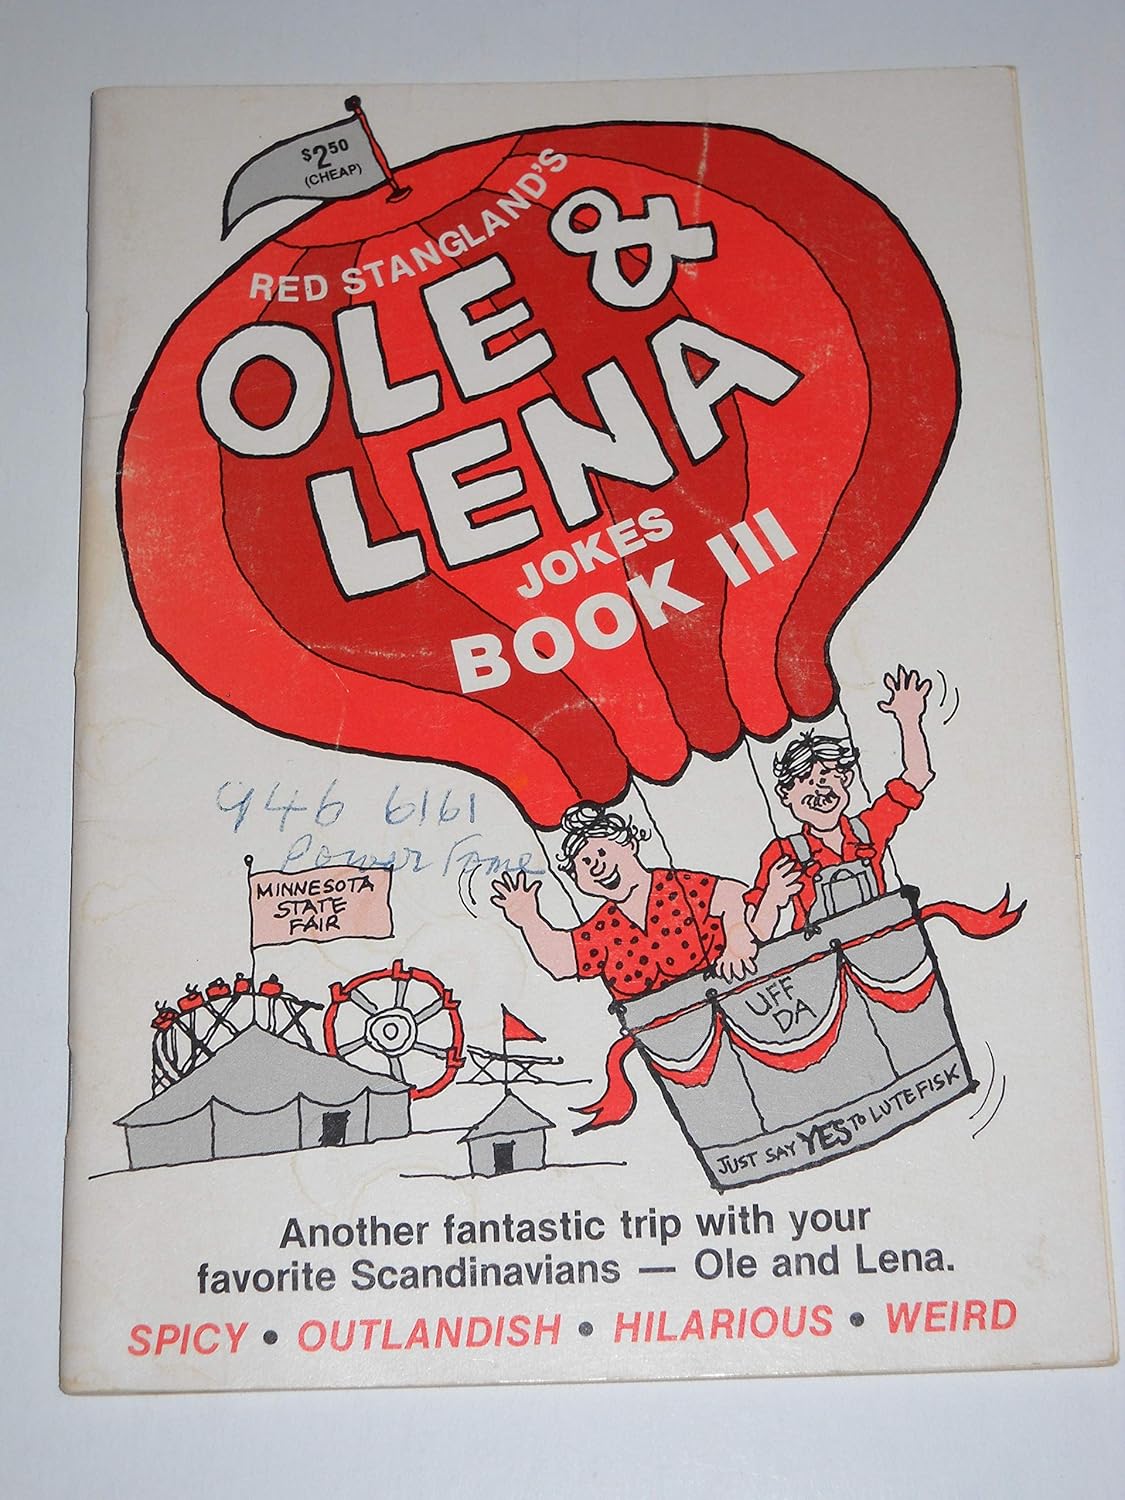 $2.50
(CHEAP)
RED STANGLAND'S
OLE &
LENA
JOKES
BOOK III
946 6161
Power
MINNESOTA
STATE
FAIR
UFF
DA
JUST SAY YES TO LUTEFISK
Another fantastic trip with your
favorite Scandinavians — Ole and Lena.
SPICY • OUTLANDISH • HILARIOUS • WEIRD